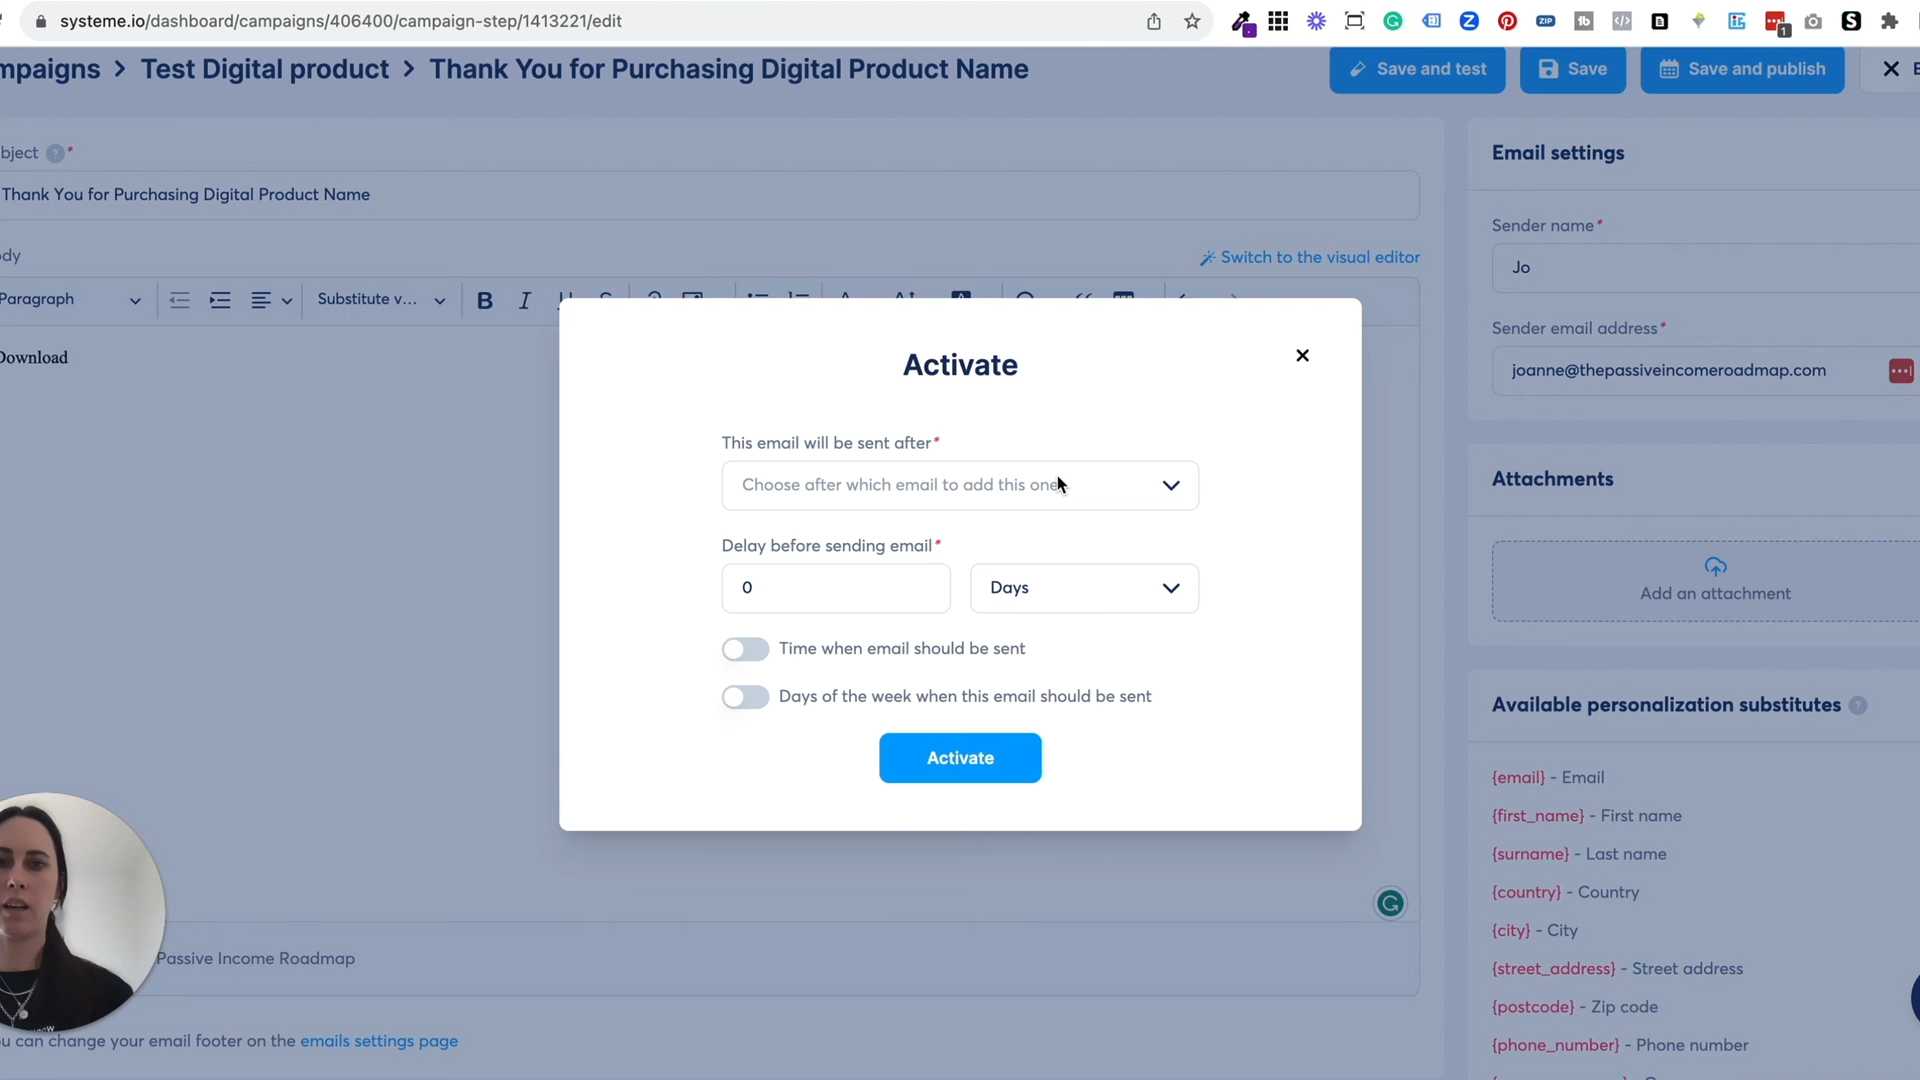 systeme.io/dashboard/campaigns/406400/campaign-step/1413221/edit
mpaigns > Test Digital product > Thank You for Purchasing Digital Product Name
Save and test
Save
Save and publish
bject ? *
Thank You for Purchasing Digital Product Name
ody
Switch to the visual editor
Paragraph
Substitute v...
B I
Download
Activate
This email will be sent after*
Choose after which email to add this one
Delay before sending email*
0
Days
Time when email should be sent
Days of the week when this email should be sent
Activate
Passive Income Roadmap
ou can change your email footer on the emails settings page
Email settings
Sender name*
Jo
Sender email address*
joanne@thepassiveincomeroadmap.com
Attachments
Add an attachment
Available personalization substitutes ?
{email} - Email
{first_name} - First name
{surname} - Last name
{country} - Country
{city} - City
{street_address} - Street address
{postcode} - Zip code
{phone_number} - Phone number